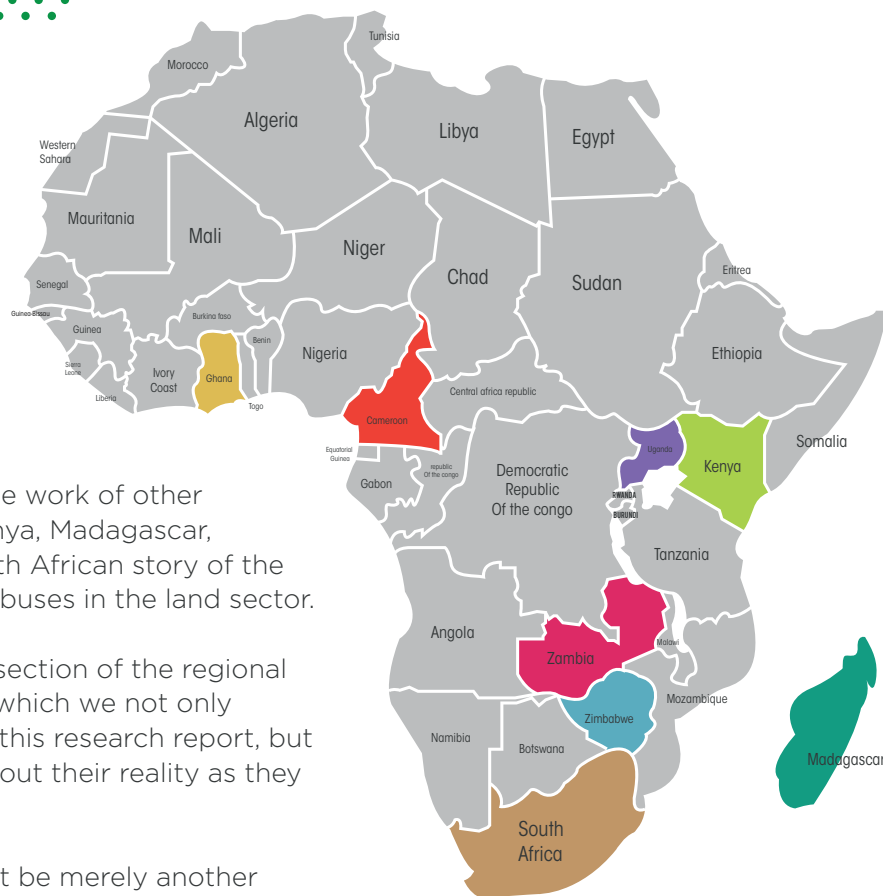 Tunisia
Morocco
Algeria
Libya
Egypt
Western
Sahara
Mauritania
Mali
Niger
Chad
Sudan
Eritrea
Senegal
Guinea-Bissau
Guinea
Burkina faso
Benin
Nigeria
Ethiopia
Sierra
Leone
Ivory
Coast
Ghana
Liberia
Togo
Central africa republic
Cameroon
Somalia
Equatorial
Guinea
Gabon
republic
Of the congo
Democratic
Republic
Of the congo
Uganda
Kenya
RWANDA
BURUNDI
Tanzania
Angola
Zambia
Malawi
Mozambique
Zimbabwe
Namibia
Botswana
Madagascar
South
Africa
e work of other
nya, Madagascar,
th African story of the
buses in the land sector.
section of the regional
which we not only
this research report, but
out their reality as they
t be merely another